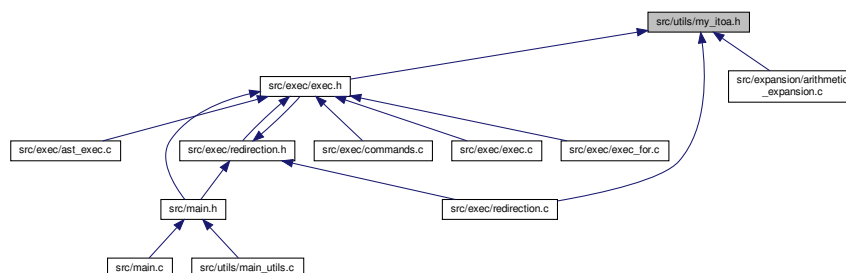 src/utils/my_itoa.h
src/exec/exec.h
src/expansion/arithmetic
_expansion.c
src/exec/ast_exec.c
src/exec/redirection.h
src/exec/commands.c
src/exec/exec.c
src/exec/exec_for.c
src/main.h
src/exec/redirection.c
src/main.c
src/utils/main_utils.c